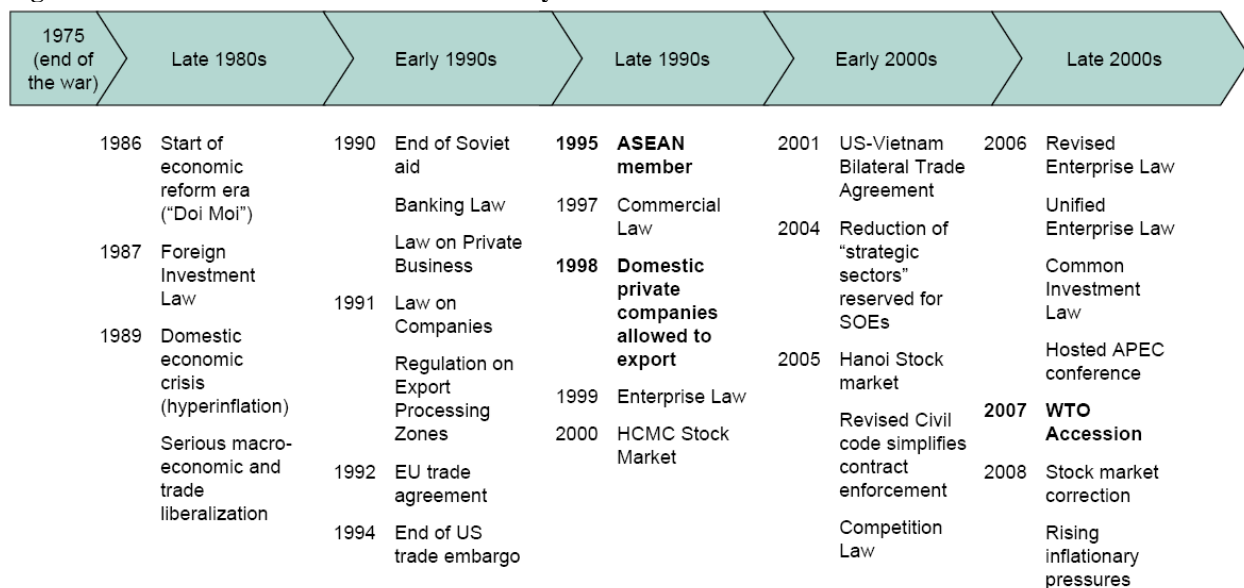 1975
(end of
the war)
Late 1980s
Early 1990s
Late 1990s
Early 2000s
Late 2000s
1986 Start of
economic
reform era
(“Doi Moi”)
1987 Foreign
Investment
Law
1989 Domestic
economic
crisis
(hyperinflation)
Serious macro-
economic and
trade
liberalization
1990 End of Soviet
aid
Banking Law
Law on Private
Business
1991 Law on
Companies
Regulation on
Export
Processing
Zones
1992 EU trade
agreement
1994 End of US
trade embargo
1995 ASEAN
member
1997 Commercial
Law
1998 Domestic
private
companies
allowed to
export
1999 Enterprise Law
2000 HCMC Stock
Market
2001 US-Vietnam
Bilateral Trade
Agreement
2004 Reduction of
“strategic
sectors”
reserved for
SOEs
2005 Hanoi Stock
market
Revised Civil
code simplifies
contract
enforcement
Competition
Law
2006 Revised
Enterprise Law
Unified
Enterprise Law
Common
Investment
Law
Hosted APEC
conference
2007 WTO
Accession
2008 Stock market
correction
Rising
inflationary
pressures